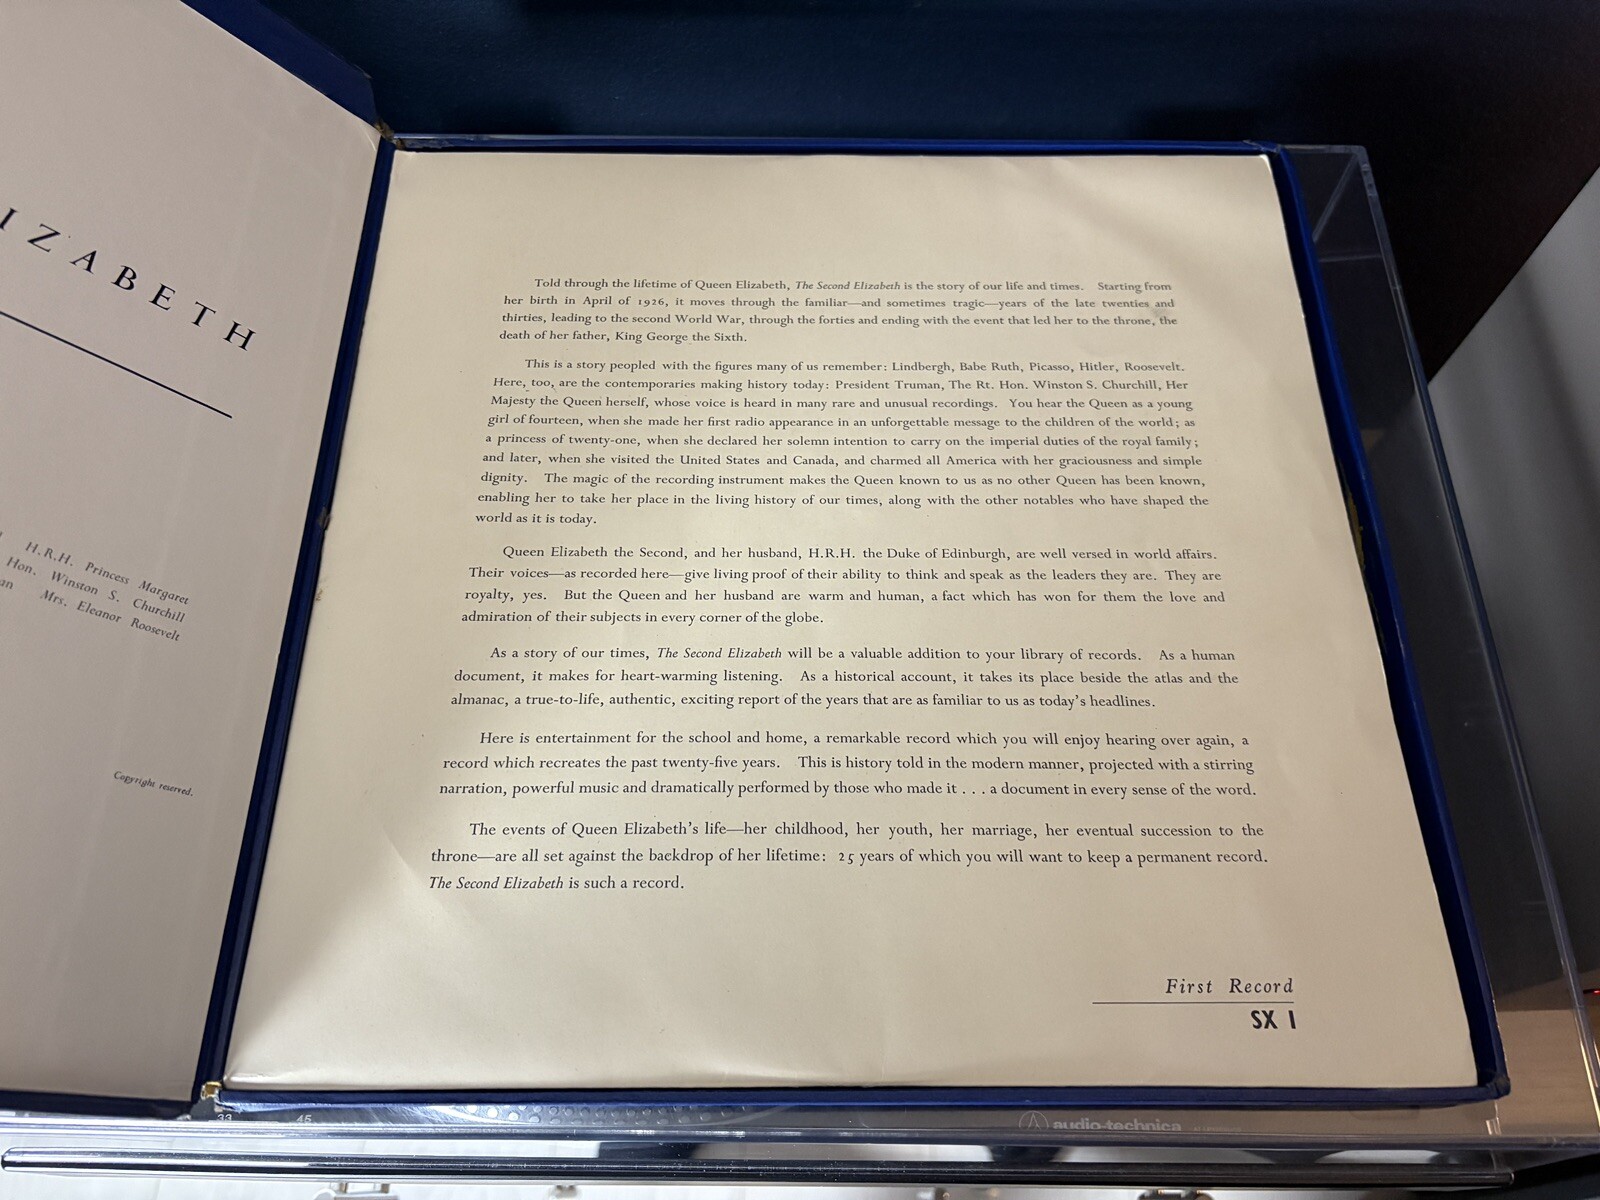 IZABETH
H.R.H. Princess Margaret
Hon. Winston S. Churchill
Mrs. Eleanor Roosevelt
Copyright reserved.
Told through the lifetime of Queen Elizabeth, The Second Elizabeth is the story of our life and times. Starting from
her birth in April of 1926, it moves through the familiar—and sometimes tragic—years of the late twenties and
thirties, leading to the second World War, through the forties and ending with the event that led her to the throne, the
death of her father, King George the Sixth.
This is a story peopled with the figures many of us remember: Lindbergh, Babe Ruth, Picasso, Hitler, Roosevelt.
Here, too, are the contemporaries making history today: President Truman, The Rt. Hon. Winston S. Churchill, Her
Majesty the Queen herself, whose voice is heard in many rare and unusual recordings. You hear the Queen as a young
girl of fourteen, when she made her first radio appearance in an unforgettable message to the children of the world; as
a princess of twenty-one, when she declared her solemn intention to carry on the imperial duties of the royal family;
and later, when she visited the United States and Canada, and charmed all America with her graciousness and simple
dignity. The magic of the recording instrument makes the Queen known to us as no other Queen has been known,
enabling her to take her place in the living history of our times, along with the other notables who have shaped the
world as it is today.
Queen Elizabeth the Second, and her husband, H.R.H. the Duke of Edinburgh, are well versed in world affairs.
Their voices—as recorded here—give living proof of their ability to think and speak as the leaders they are. They are
royalty, yes. But the Queen and her husband are warm and human, a fact which has won for them the love and
admiration of their subjects in every corner of the globe.
As a story of our times, The Second Elizabeth will be a valuable addition to your library of records. As a human
document, it makes for heart-warming listening. As a historical account, it takes its place beside the atlas and the
almanac, a true-to-life, authentic, exciting report of the years that are as familiar to us as today's headlines.
Here is entertainment for the school and home, a remarkable record which you will enjoy hearing over again, a
record which recreates the past twenty-five years. This is history told in the modern manner, projected with a stirring
narration, powerful music and dramatically performed by those who made it . . . a document in every sense of the word.
The events of Queen Elizabeth's life—her childhood, her youth, her marriage, her eventual succession to the
throne—are all set against the backdrop of her lifetime: 25 years of which you will want to keep a permanent record.
The Second Elizabeth is such a record.
First Record
SX 1
33 45
audio-technica